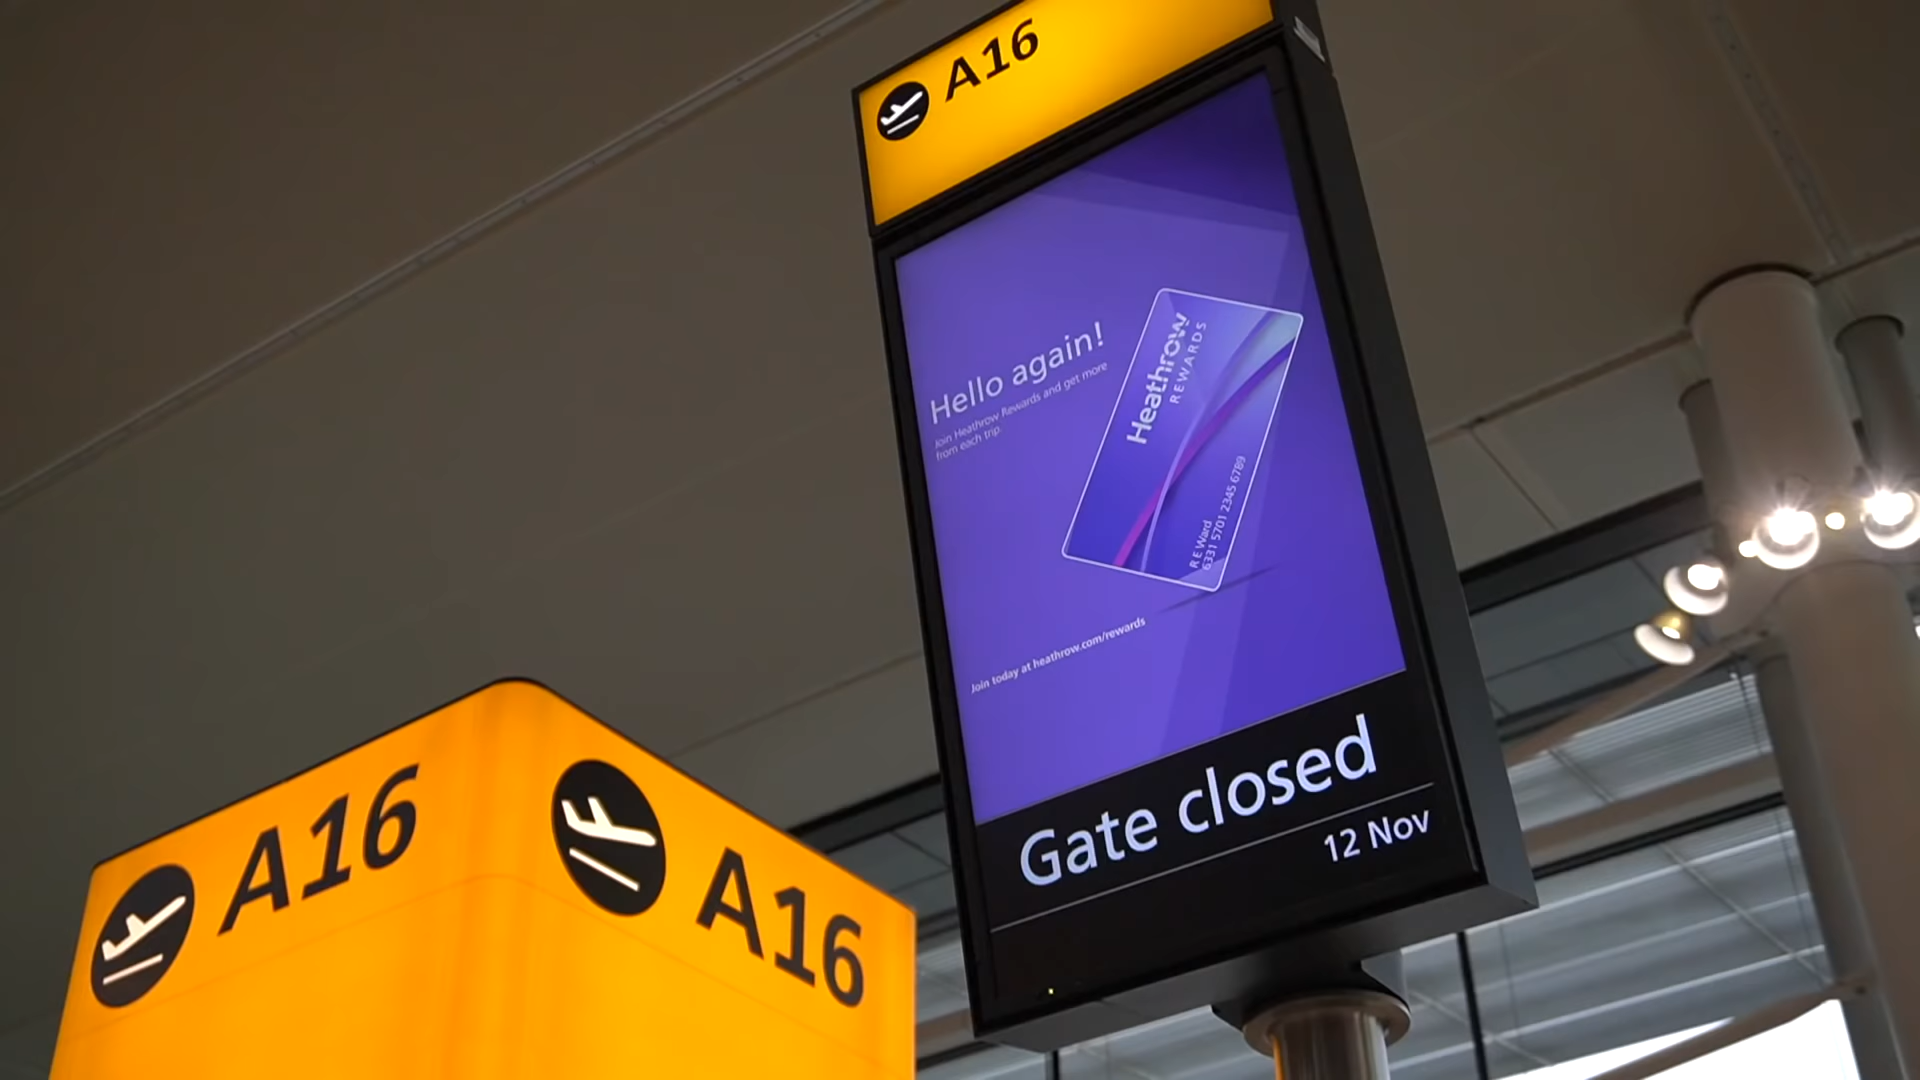 A16
Hello again!
Join Heathrow Rewards and get more
from each trip
Heathrow
REWARDS
R E Ward
6331 5701 2345 6789
Join today at heathrow.com/rewards
Gate closed
12 Nov
A16
A16